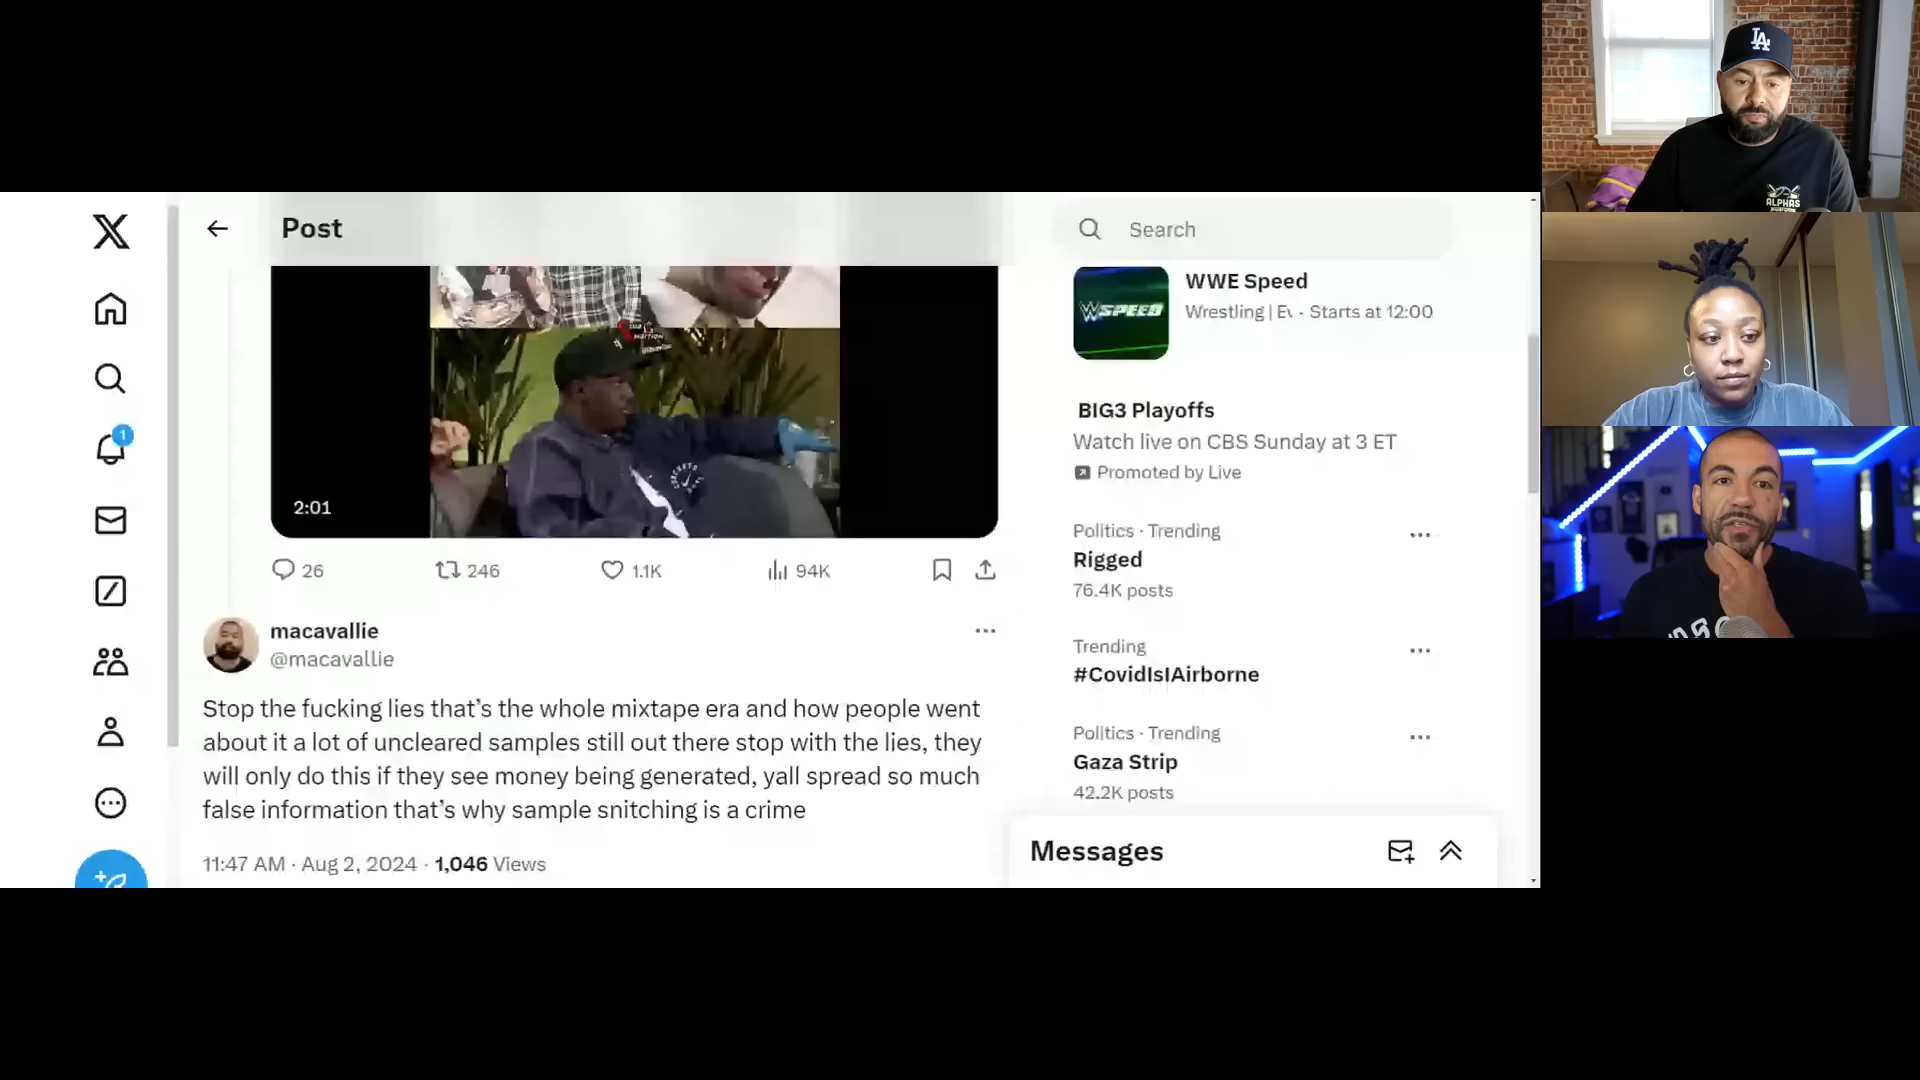 Post
2:01
26
246
1.1K
94K
macavallie
@macavallie
Stop the fucking lies that's the whole mixtape era and how people went
about it a lot of uncleared samples still out there stop with the lies, they
will only do this if they see money being generated, yall spread so much
false information that's why sample snitching is a crime
11:47 AM · Aug 2, 2024 · 1,046 Views
1
Search
WWE Speed
Wrestling | Ev · Starts at 12:00
SPEED
BIG3 Playoffs
Watch live on CBS Sunday at 3 ET
Promoted by Live
Politics · Trending
Rigged
76.4K posts
Trending
#CovidIsIAirborne
Politics · Trending
Gaza Strip
42.2K posts
Messages
LA
ALPHAS